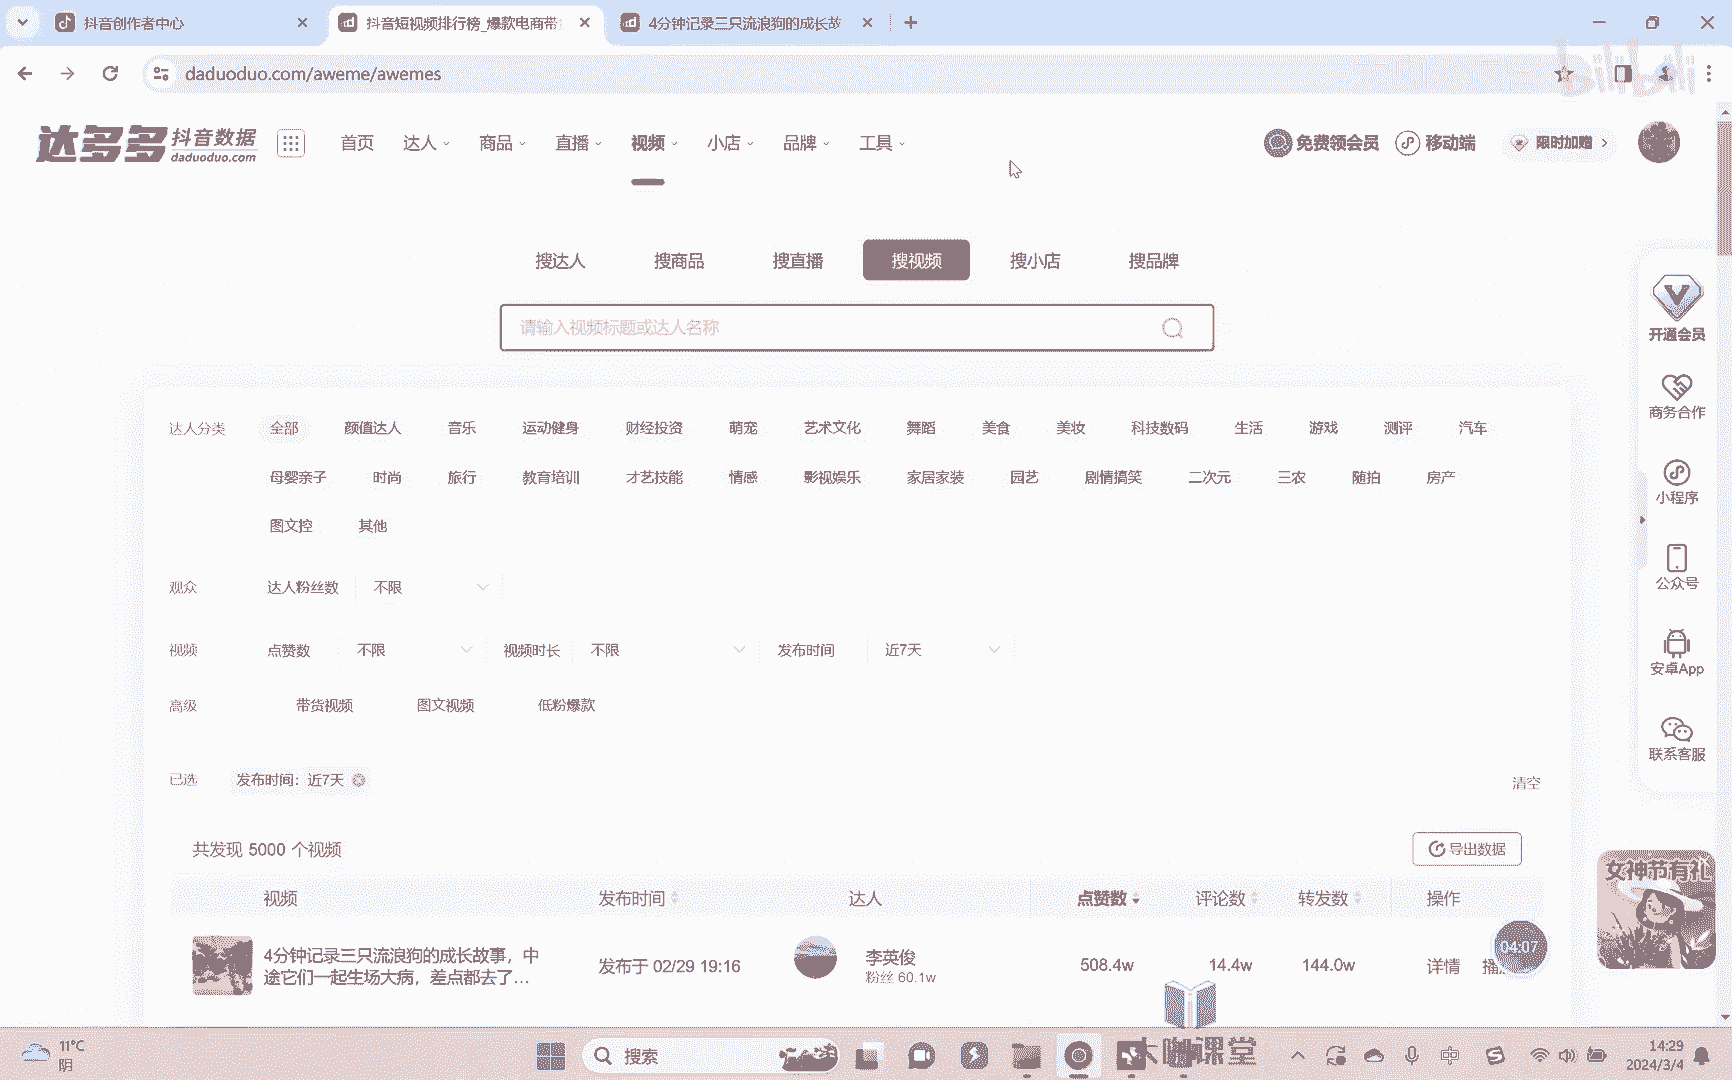 抖音创作者中心
抖音短视频排行榜_爆款电商带
4分钟记录三只流浪狗的成长故
daduoduo.com/aweme/awemes
bilibili
达多多 抖音数据
daduoduo.com
首页 达人 商品 直播 视频 小店 品牌 工具
免费领会员 移动端 限时加赠
搜达人 搜商品 搜直播 搜视频 搜小店 搜品牌
请输入视频标题或达人名称
达人分类 全部 颜值达人 音乐 运动健身 财经投资 萌宠 艺术文化 舞蹈 美食 美妆 科技数码 生活 游戏 测评 汽车
母婴亲子 时尚 旅行 教育培训 才艺技能 情感 影视娱乐 家居家装 园艺 剧情搞笑 二次元 三农 随拍 房产
图文控 其他
观众 达人粉丝数 不限
视频 点赞数 不限 视频时长 不限 发布时间 近7天
高级 带货视频 图文视频 低粉爆款
已选 发布时间：近7天 清空
共发现 5000 个视频 导出数据
视频 发布时间 达人 点赞数 评论数 转发数 操作
4分钟记录三只流浪狗的成长故事，中
途它们一起生场大病，差点都去了...
发布于 02/29 19:16
李英俊
粉丝 60.1w
508.4w 14.4w 144.0w 详情
04:07
开通会员
商务合作
小程序
公众号
安卓App
联系客服
女神节有礼
11°C
阴
搜索
课堂
中
14:29
2024/3/4